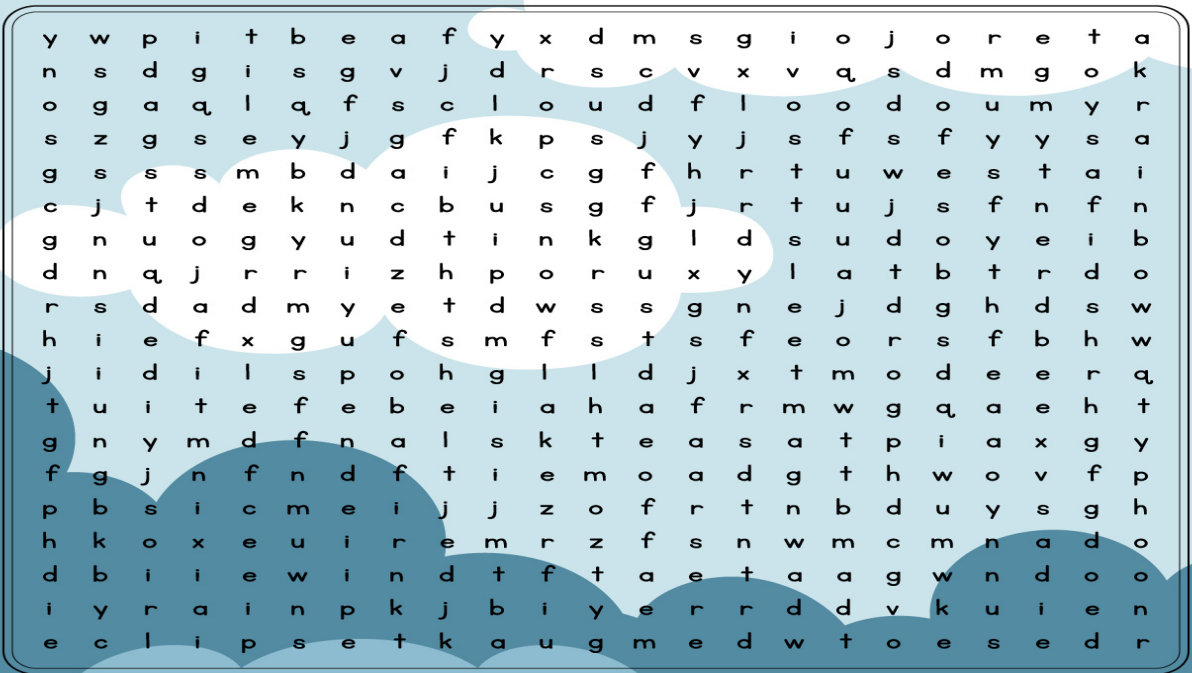 y w p i t b e a f y x d m s g i o j o r e t a
n s d g i s g v j d r s c v x v q s d m g o k
o g a q l q f s c l o u d f l o o d o u m y r
s z g s e y j g f k p s j y j s f s f y y s a
g s s s m b d a i j c g f h r t u w e s t a i
c j t d e k n c b u s g f j r t u j s f n f n
g n u o g y u d t i n k g l d s u d o y e i b
d n q j r r i z h p o r u x y l a t b t r d o
r s d a d m y e t d w s s g n e j d g h d s w
h i e f x g u f s m f s t s f e o r s f b h w
j i d i l s p o h g l l d j x t m o d e e r q
t u i t e f e b e i a h a f r m w g q a e h t
g n y m d f n a l s k t e a s a t p i a x g y
f g j n f n d f t i e m o a d g t h w o v f p
p b s i c m e i j j z o f r t n b d u y s g h
h k o x e u i r e m r z f s n w m c m n a d o
d b i i e w i n d t f t a e t a a g w n d o o
i y r a i n p k j b i y e r r d d v k u i e n
e c l i p s e t k a u g m e d w t o e s e d r